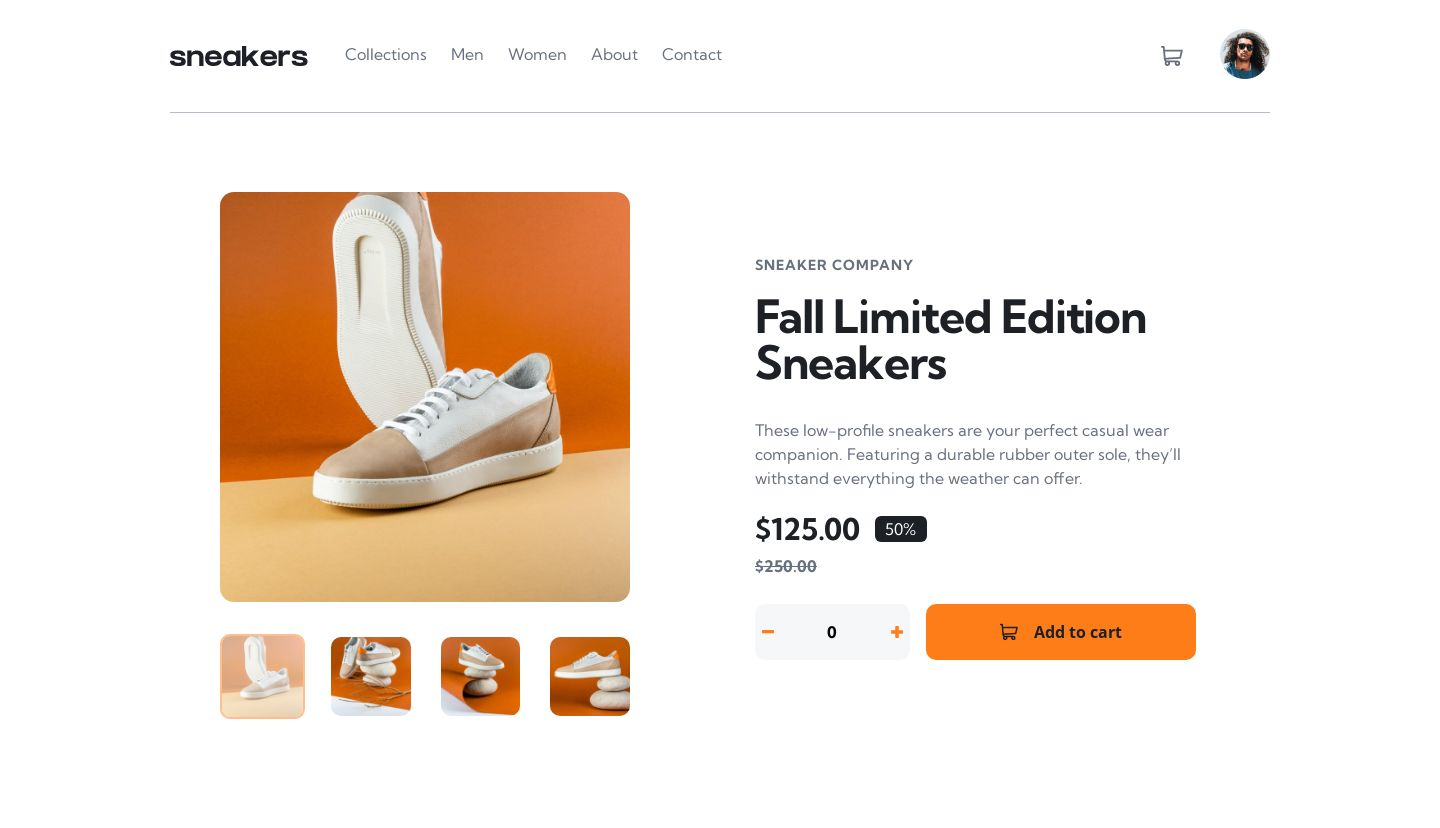 sneakers Collections Men Women About Contact
SNEAKER COMPANY
Fall Limited Edition
Sneakers
These low-profile sneakers are your perfect casual wear
companion. Featuring a durable rubber outer sole, they’ll
withstand everything the weather can offer.
$125.00 50%
$250.00
0 Add to cart